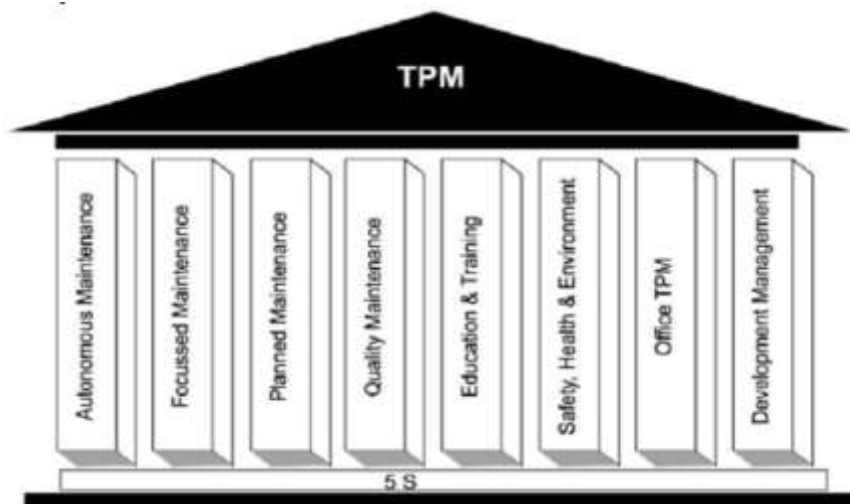 TPM
Autonomous Maintenance
Focussed Maintenance
Planned Maintenance
Quality Maintenance
Education & Training
Safety, Health & Environment
Office TPM
Development Management
5 S